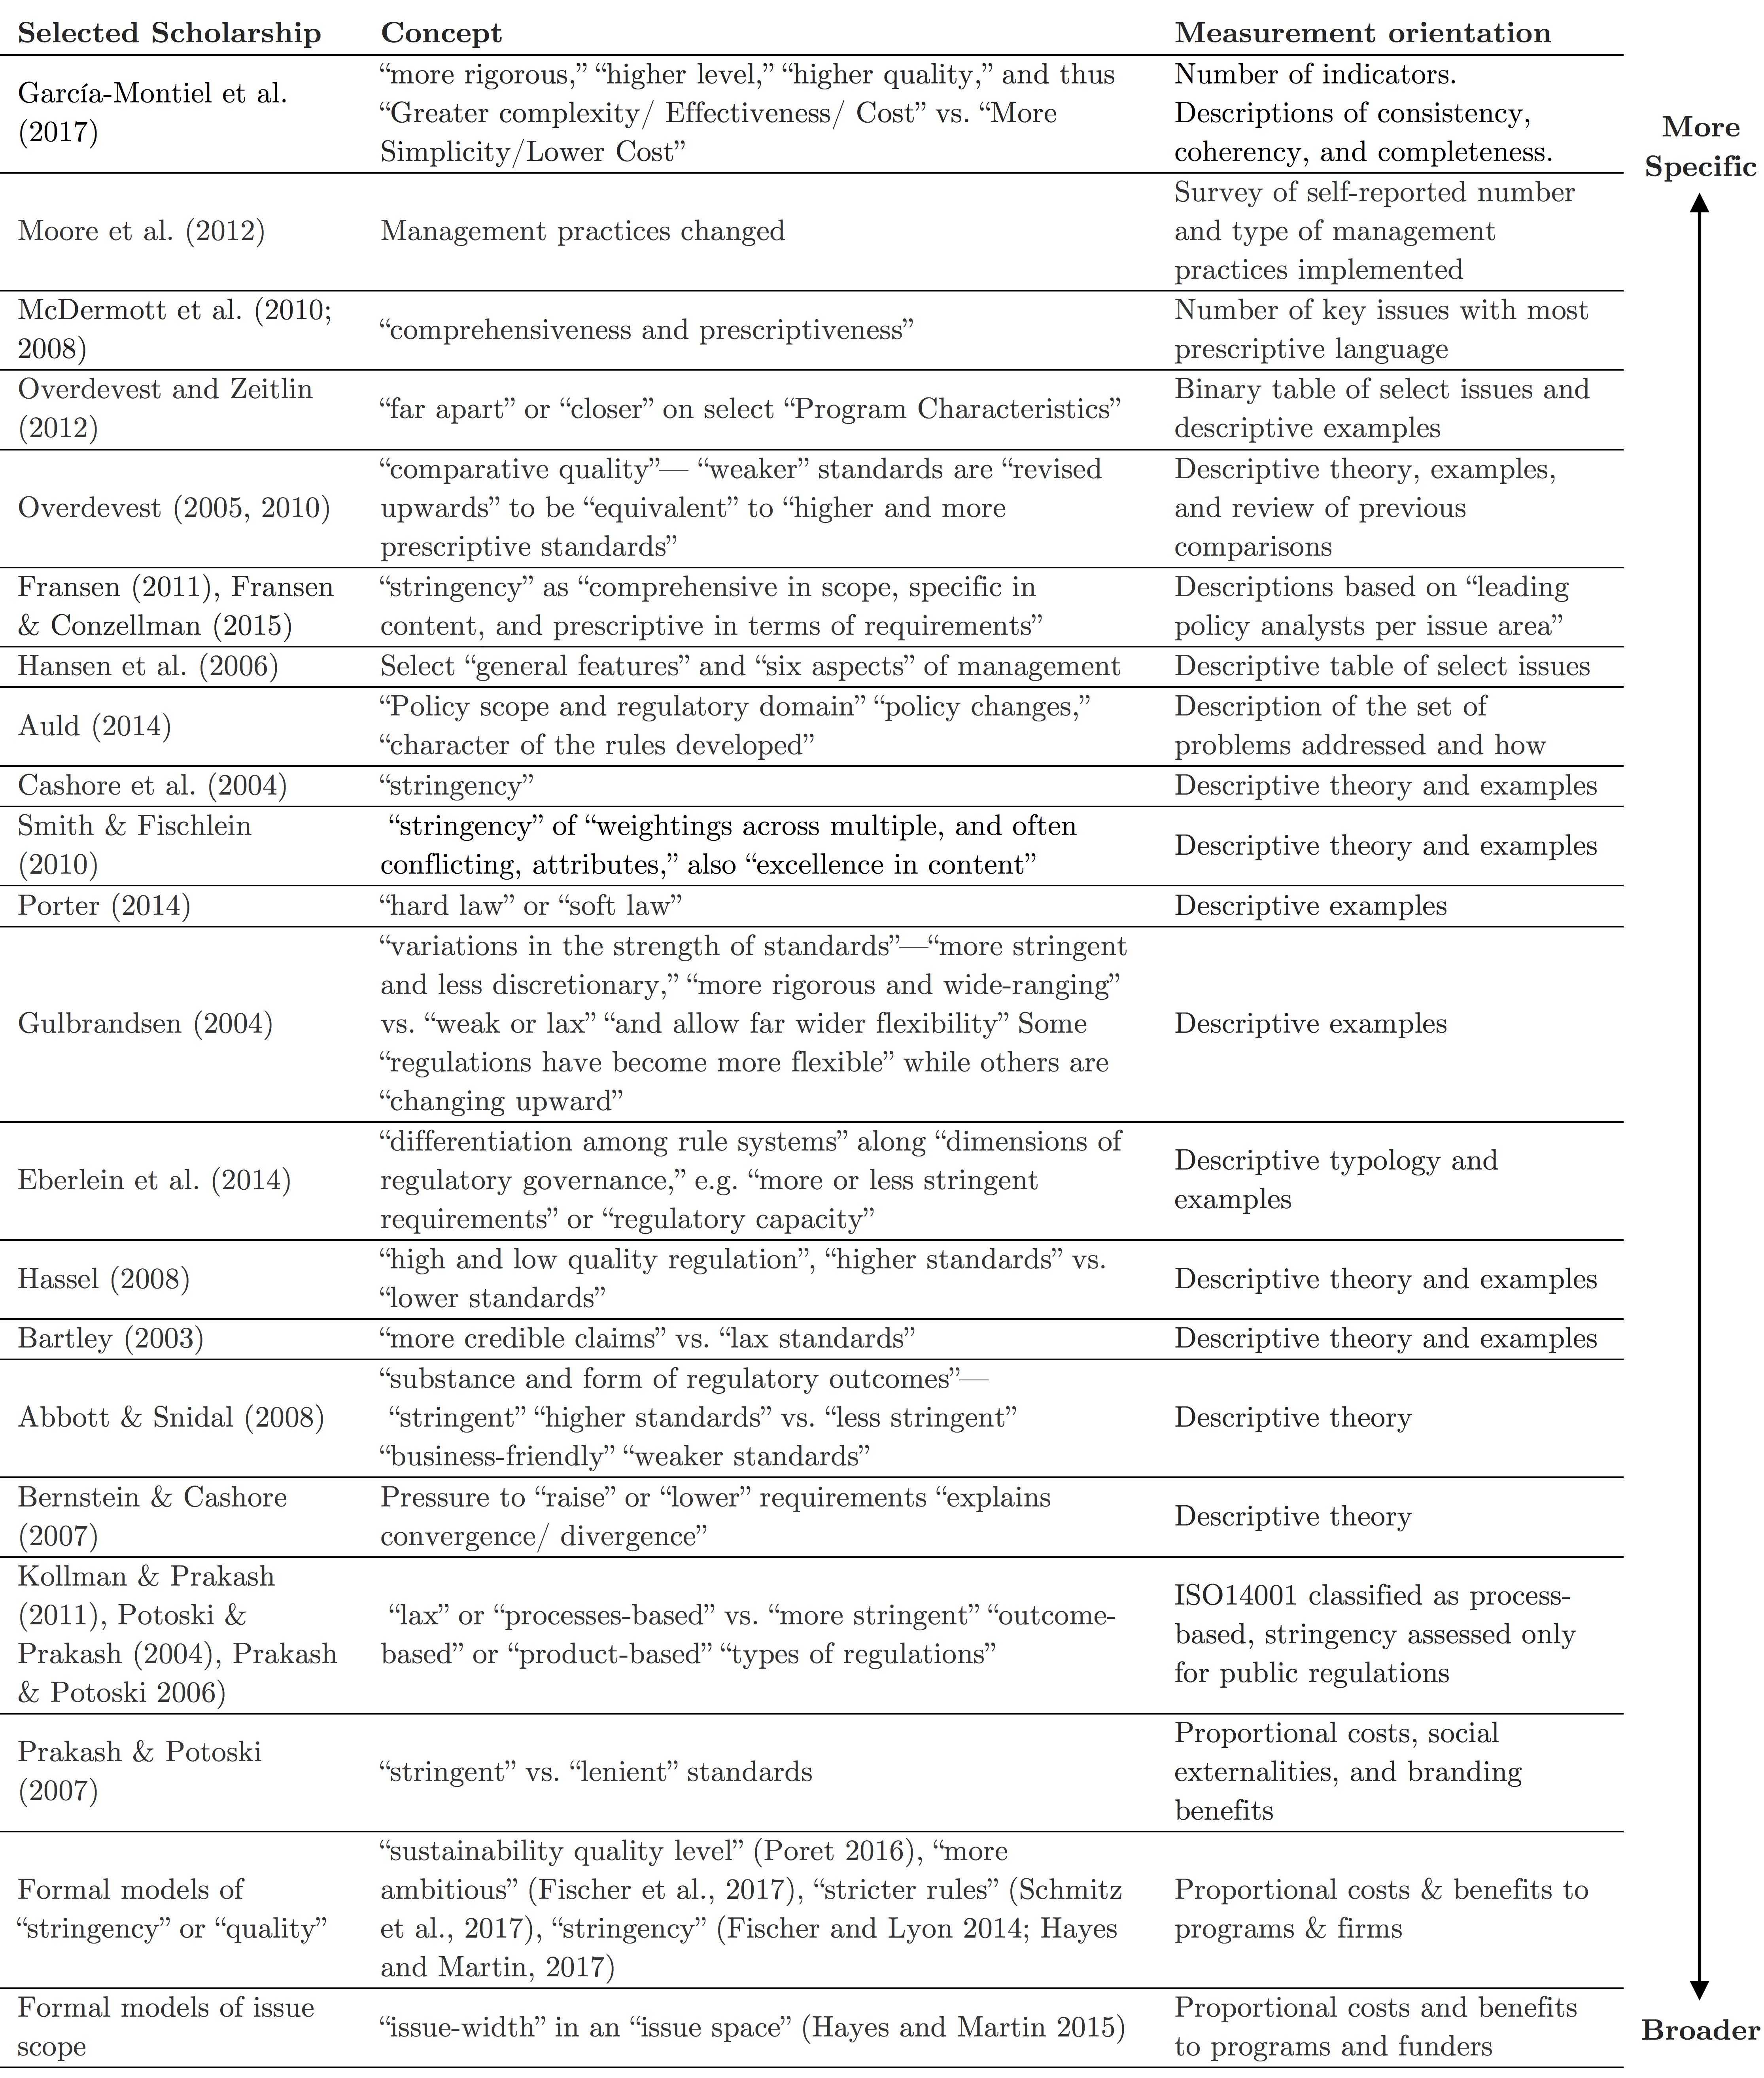 Selected Scholarship Concept Measurement orientation
García-Montiel et al.
(2017)
“more rigorous,” “higher level,” “higher quality,” and thus
“Greater complexity/ Effectiveness/ Cost” vs. “More
Simplicity/Lower Cost”
Number of indicators.
Descriptions of consistency,
coherency, and completeness.
More
Specific
Moore et al. (2012)
Management practices changed
Survey of self-reported number
and type of management
practices implemented
McDermott et al. (2010;
2008)
“comprehensiveness and prescriptiveness”
Number of key issues with most
prescriptive language
Overdevest and Zeitlin
(2012)
“far apart” or “closer” on select “Program Characteristics”
Binary table of select issues and
descriptive examples
Overdevest (2005, 2010)
“comparative quality”— “weaker” standards are “revised
upwards” to be “equivalent” to “higher and more
prescriptive standards”
Descriptive theory, examples,
and review of previous
comparisons
Fransen (2011), Fransen
& Conzellman (2015)
“stringency” as “comprehensive in scope, specific in
content, and prescriptive in terms of requirements”
Descriptions based on “leading
policy analysts per issue area”
Hansen et al. (2006)
Select “general features” and “six aspects” of management
Descriptive table of select issues
Auld (2014)
“Policy scope and regulatory domain” “policy changes,”
“character of the rules developed”
Description of the set of
problems addressed and how
Cashore et al. (2004)
“stringency”
Descriptive theory and examples
Smith & Fischlein
(2010)
“stringency” of “weightings across multiple, and often
conflicting, attributes,” also “excellence in content”
Descriptive theory and examples
Porter (2014)
“hard law” or “soft law”
Descriptive examples
Gulbrandsen (2004)
“variations in the strength of standards”—“more stringent
and less discretionary,” “more rigorous and wide-ranging”
vs. “weak or lax” “and allow far wider flexibility” Some
“regulations have become more flexible” while others are
“changing upward”
Descriptive examples
Eberlein et al. (2014)
“differentiation among rule systems” along “dimensions of
regulatory governance,” e.g. “more or less stringent
requirements” or “regulatory capacity”
Descriptive typology and
examples
Hassel (2008)
“high and low quality regulation”, “higher standards” vs.
“lower standards”
Descriptive theory and examples
Bartley (2003)
“more credible claims” vs. “lax standards”
Descriptive theory and examples
Abbott & Snidal (2008)
“substance and form of regulatory outcomes”—
“stringent” “higher standards” vs. “less stringent”
“business-friendly” “weaker standards”
Descriptive theory
Bernstein & Cashore
(2007)
Pressure to “raise” or “lower” requirements “explains
convergence/ divergence”
Descriptive theory
Kollman & Prakash
(2011), Potoski &
Prakash (2004), Prakash
& Potoski 2006)
“lax” or “processes-based” vs. “more stringent” “outcome-
based” or “product-based” “types of regulations”
ISO14001 classified as process-
based, stringency assessed only
for public regulations
Prakash & Potoski
(2007)
“stringent” vs. “lenient” standards
Proportional costs, social
externalities, and branding
benefits
Formal models of
“stringency” or “quality”
“sustainability quality level” (Poret 2016), “more
ambitious” (Fischer et al., 2017), “stricter rules” (Schmitz
et al., 2017), “stringency” (Fischer and Lyon 2014; Hayes
and Martin, 2017)
Proportional costs & benefits to
programs & firms
Formal models of issue
scope
“issue-width” in an “issue space” (Hayes and Martin 2015)
Proportional costs and benefits
to programs and funders
Broader